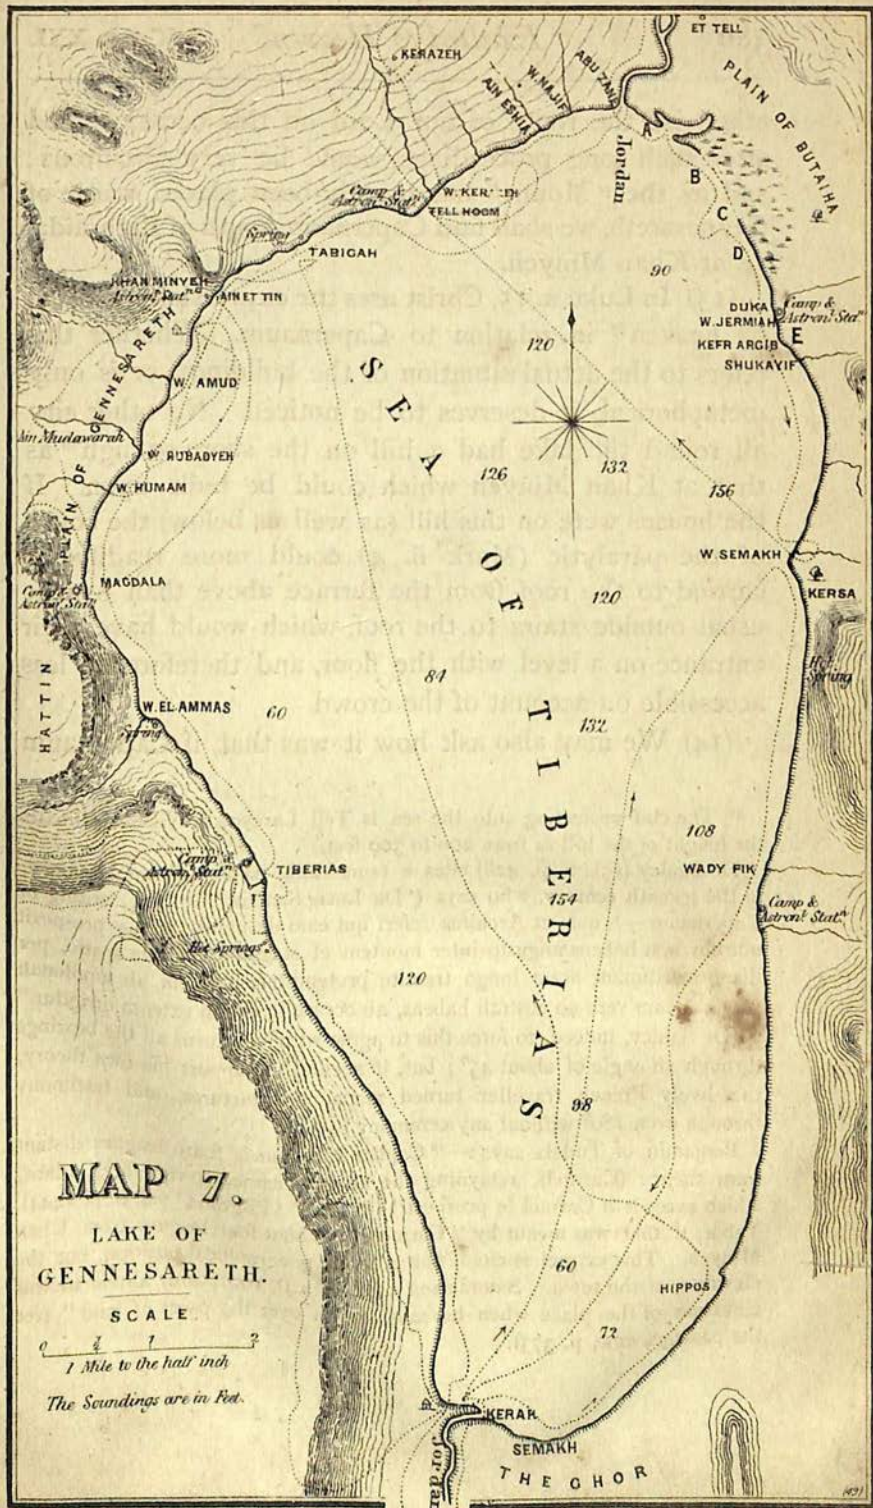 ET TELL
PLAIN OF BUTAIHA
KERAZEH
ABU ZANY
W. NAJIF
AIN ESHIA
Jordan
A
B
C
D
E
Camp &
Astron.l Stat.n
W. KER
TELL HOOM
Spring
TABIGAH
90
KHAN MINYEH
Astron.l Stat.n
AIN ET TIN
DUKA
Camp &
Astron.l Stat.n
W. JERMIAH
KEFR ARGIB
SHUKAYIF
120
PLAIN OF GENNESARETH
W. AMUD
Ain Mudawarah
W. RUBADYEH
W. HUMAM
SEA OF TIBERIAS
126
132
156
W. SEMAKH
KERSA
MAGDALA
Camp &
Astron.l Stat.n
120
HATTIN
84
Hot
Spring
W. EL AMMAS
Spring
60
132
108
WADY FIK
Camp &
Astron.l Stat.n
TIBERIAS
154
Camp &
Astron.l Stat.n
Hot Springs
120
98
MAP 7.
LAKE OF
GENNESARETH.
SCALE
0 ½ 1 2
1 Mile to the half inch
The Soundings are in Feet.
60
HIPPOS
72
KERAK
SEMAKH
Jordan
THE GHOR
(49)